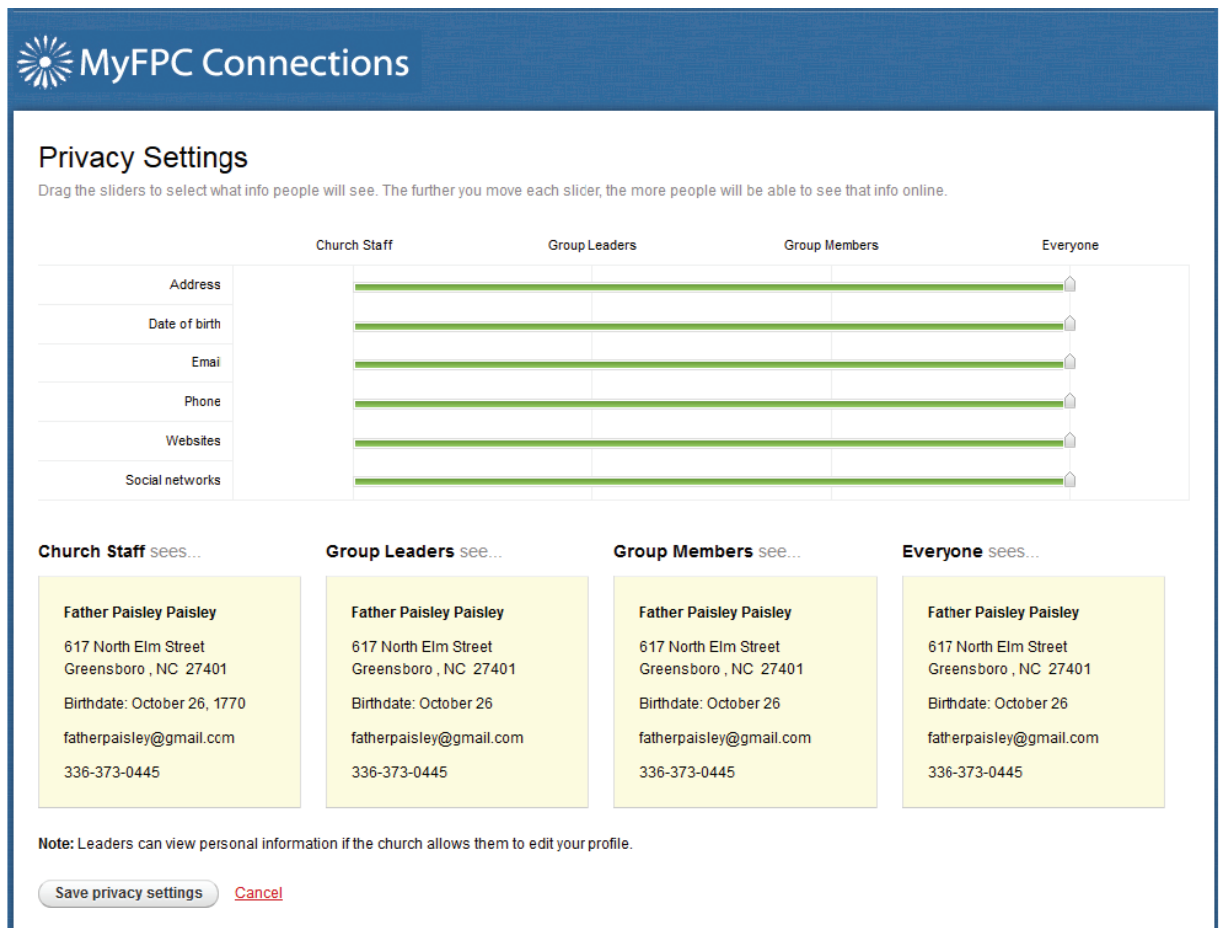 MyFPC Connections
Privacy Settings
Drag the sliders to select what info people will see. The further you move each slider, the more people will be able to see that info online.
Church Staff Group Leaders Group Members Everyone
Address
Date of birth
Email
Phone
Websites
Social networks
Church Staff sees...
Father Paisley Paisley
617 North Elm Street
Greensboro , NC 27401
Birthdate: October 26, 1770
fatherpaisley@gmail.com
336-373-0445
Group Leaders see...
Father Paisley Paisley
617 North Elm Street
Greensboro , NC 27401
Birthdate: October 26
fatherpaisley@gmail.com
336-373-0445
Group Members see...
Father Paisley Paisley
617 North Elm Street
Greensboro , NC 27401
Birthdate: October 26
fatherpaisley@gmail.com
336-373-0445
Everyone sees...
Father Paisley Paisley
617 North Elm Street
Greensboro , NC 27401
Birthdate: October 26
fatherpaisley@gmail.com
336-373-0445
Note: Leaders can view personal information if the church allows them to edit your profile.
Save privacy settings Cancel